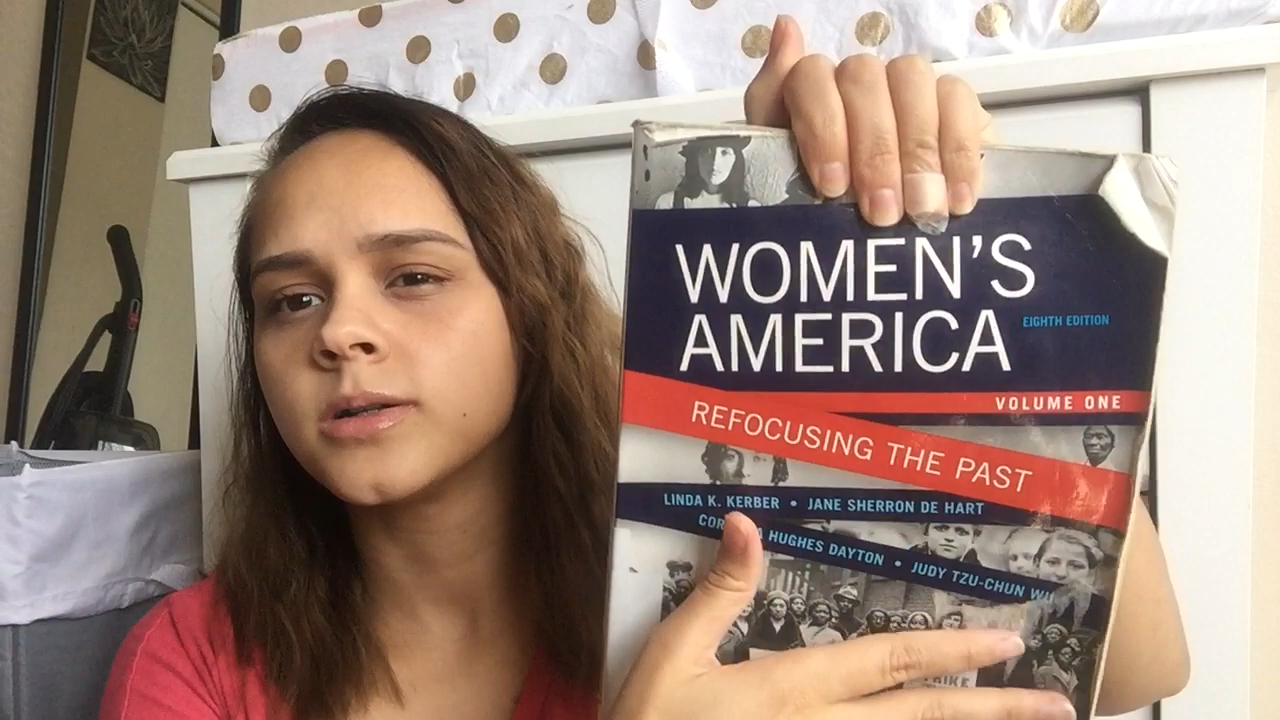 WOMEN'S
AMERICA
EIGHTH EDITION
VOLUME ONE
REFOCUSING THE PAST
LINDA K. KERBER • JANE SHERRON DE HART
HUGHES DAYTON • JUDY TZU-CHUN WU